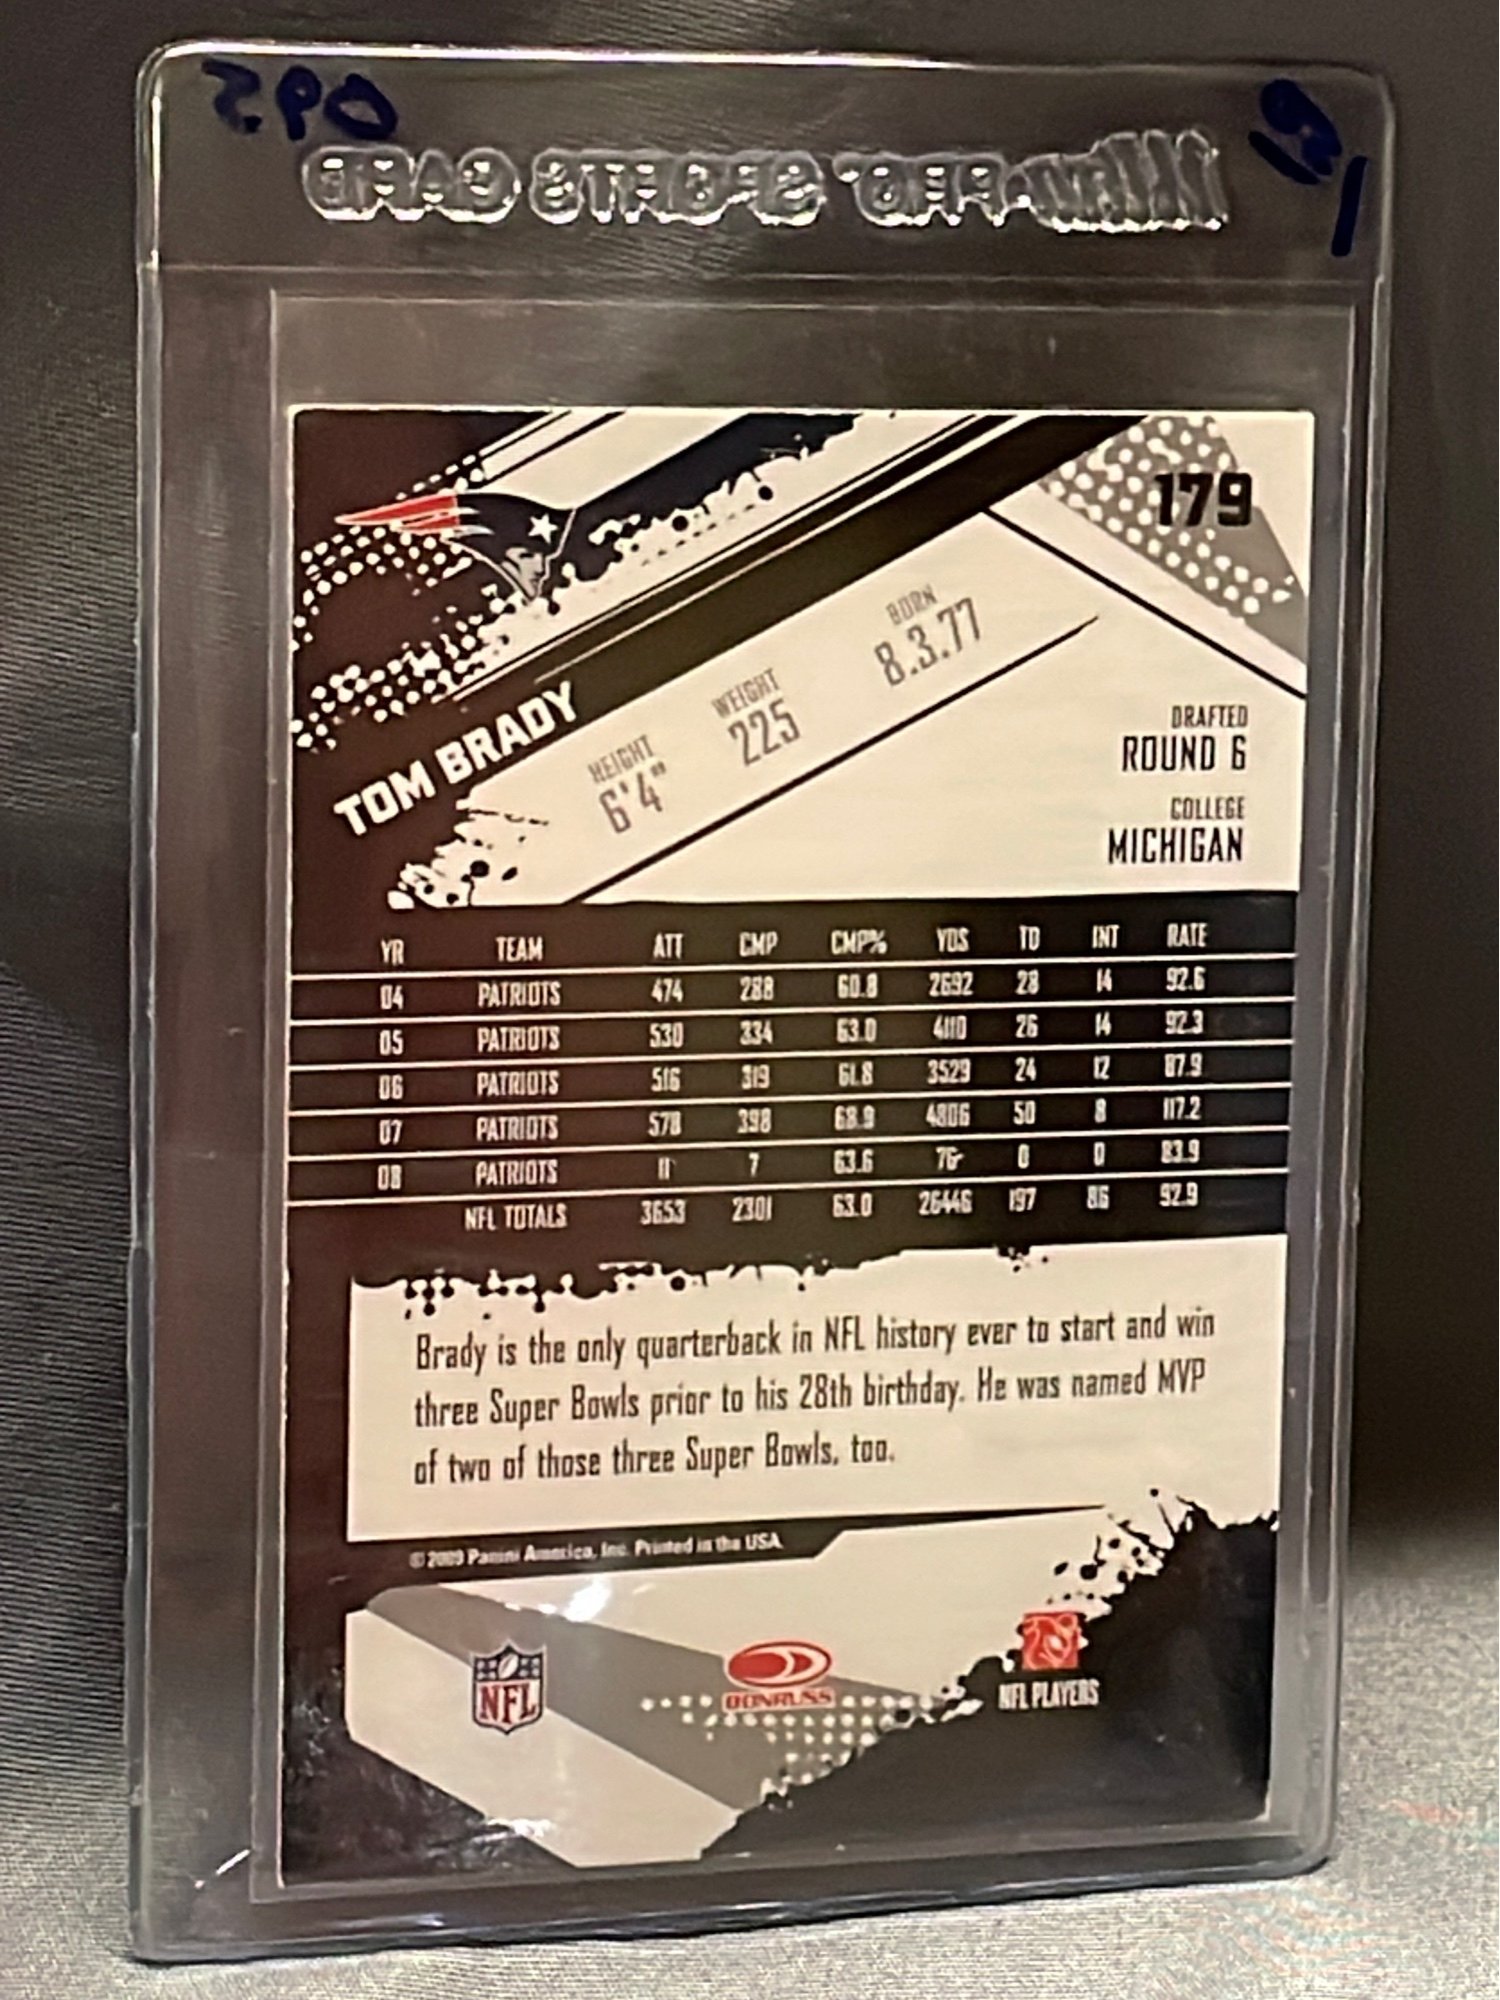 095
Ultra-PRO® SPORTS CARD
179
TOM BRADY
HEIGHT
6'4"
WEIGHT
225
BORN
8.3.77
DRAFTED
ROUND 6
COLLEGE
MICHIGAN
YR TEAM ATT CMP CMP% YDS TD INT RATE
04 PATRIOTS 474 288 60.8 2692 28 14 92.6
05 PATRIOTS 530 334 63.0 4110 26 14 92.3
06 PATRIOTS 516 319 61.8 3529 24 12 87.9
07 PATRIOTS 578 398 68.9 4806 50 8 117.2
08 PATRIOTS 11 7 63.6 76 0 0 83.9
NFL TOTALS 3653 2301 63.0 26446 197 86 92.9
Brady is the only quarterback in NFL history ever to start and win
three Super Bowls prior to his 28th birthday. He was named MVP
of two of those three Super Bowls, too.
© 2009 Panini America, Inc. Printed in the USA
NFL
DONRUSS
NFL PLAYERS